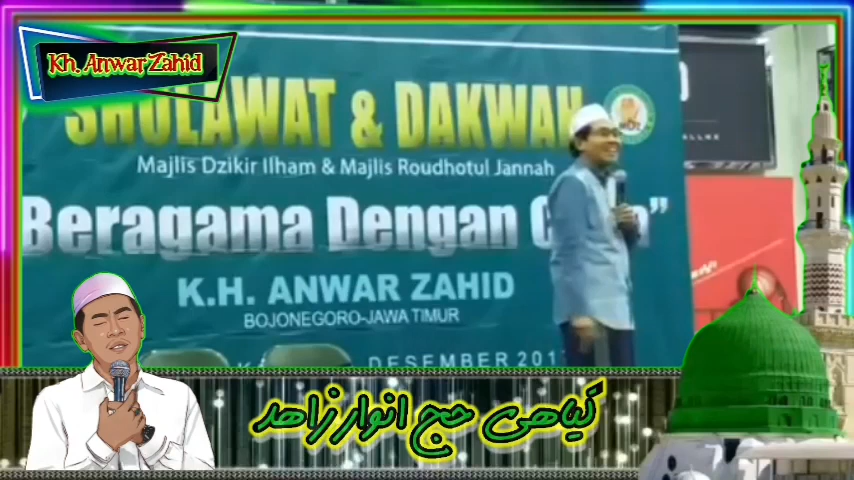 Kh. Anwar Zahid
SHOLAWAT & DAKWAH
Majlis Dzikir Ilham & Majlis Roudhotul Jannah
Beragama Dengan
K.H. ANWAR ZAHID
BOJONEGORO-JAWA TIMUR
DESEMBER 201
كياهي حج انوار زاهد